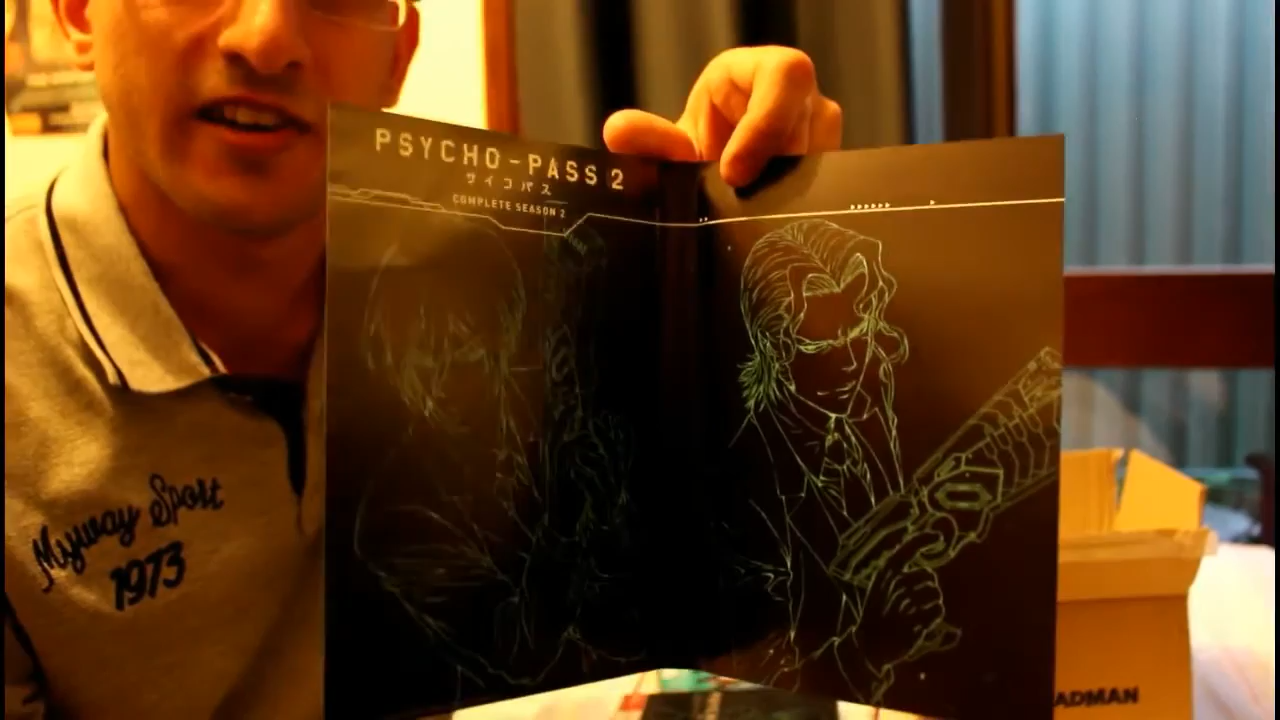 PSYCHO-PASS 2
サイコパス
COMPLETE SEASON 2
Myway Sport
1973
ADMAN